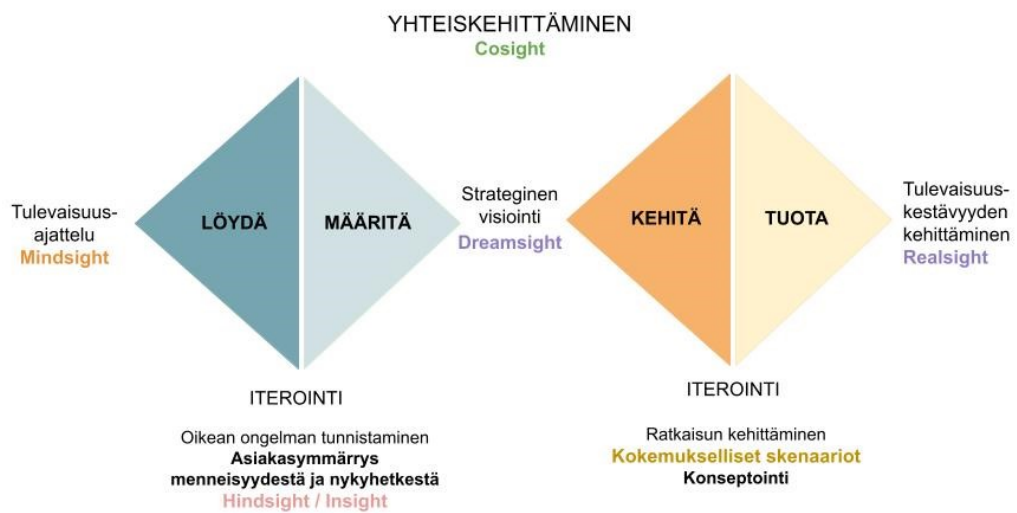 YHTEISKEHITTÄMINEN
Cosight
Tulevaisuus-
ajattelu
Mindsight
LÖYDÄ
MÄÄRITÄ
Strateginen
visiointi
Dreamsight
KEHITÄ
TUOTA
Tulevaisuus-
kestävyyden
kehittäminen
Realsight
ITEROINTI
Oikean ongelman tunnistaminen
Asiakasymmärrys
menneisyydestä ja nykyhetkestä
Hindsight / Insight
ITEROINTI
Ratkaisun kehittäminen
Kokemukselliset skenaariot
Konseptointi